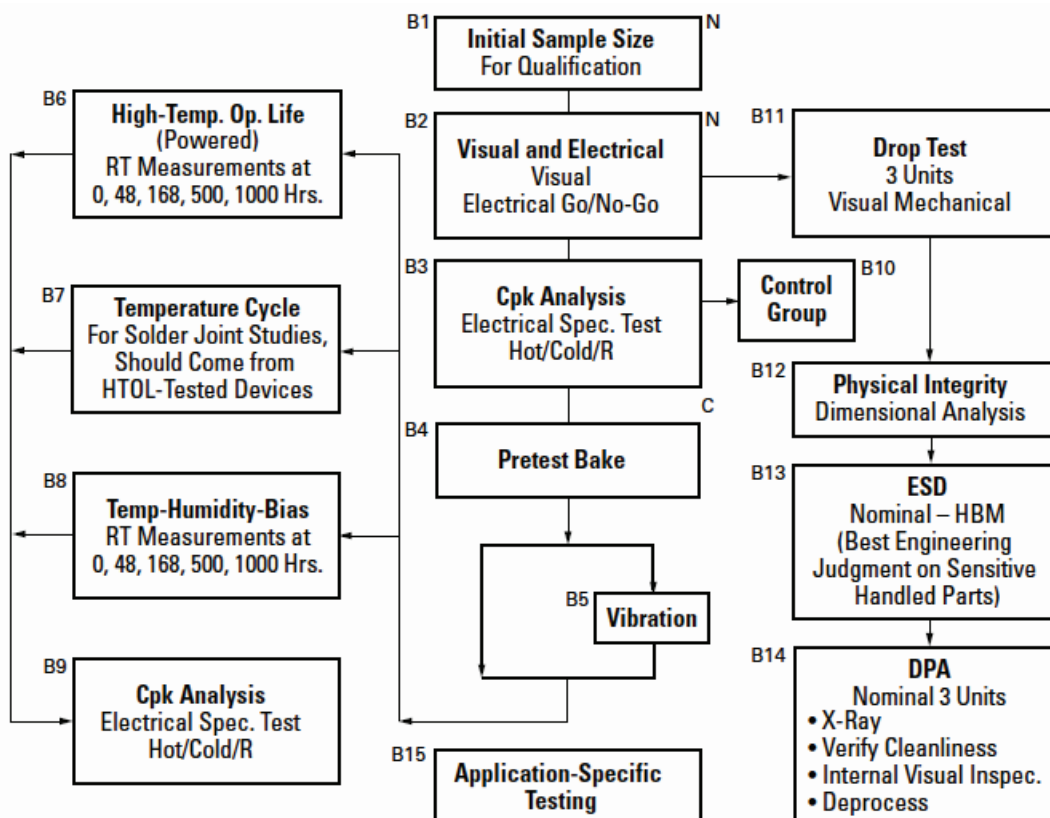 B1
N
Initial Sample Size
For Qualification
B2
N
Visual and Electrical
Visual
Electrical Go/No-Go
B3
Cpk Analysis
Electrical Spec. Test
Hot/Cold/R
C
B4
Pretest Bake
B5
Vibration
B6
High-Temp. Op. Life
(Powered)
RT Measurements at
0, 48, 168, 500, 1000 Hrs.
B7
Temperature Cycle
For Solder Joint Studies,
Should Come from
HTOL-Tested Devices
B8
Temp-Humidity-Bias
RT Measurements at
0, 48, 168, 500, 1000 Hrs.
B9
Cpk Analysis
Electrical Spec. Test
Hot/Cold/R
B10
Control
Group
B11
Drop Test
3 Units
Visual Mechanical
B12
Physical Integrity
Dimensional Analysis
B13
ESD
Nominal – HBM
(Best Engineering
Judgment on Sensitive
Handled Parts)
B14
DPA
Nominal 3 Units
• X-Ray
• Verify Cleanliness
• Internal Visual Inspec.
• Deprocess
B15
Application-Specific
Testing